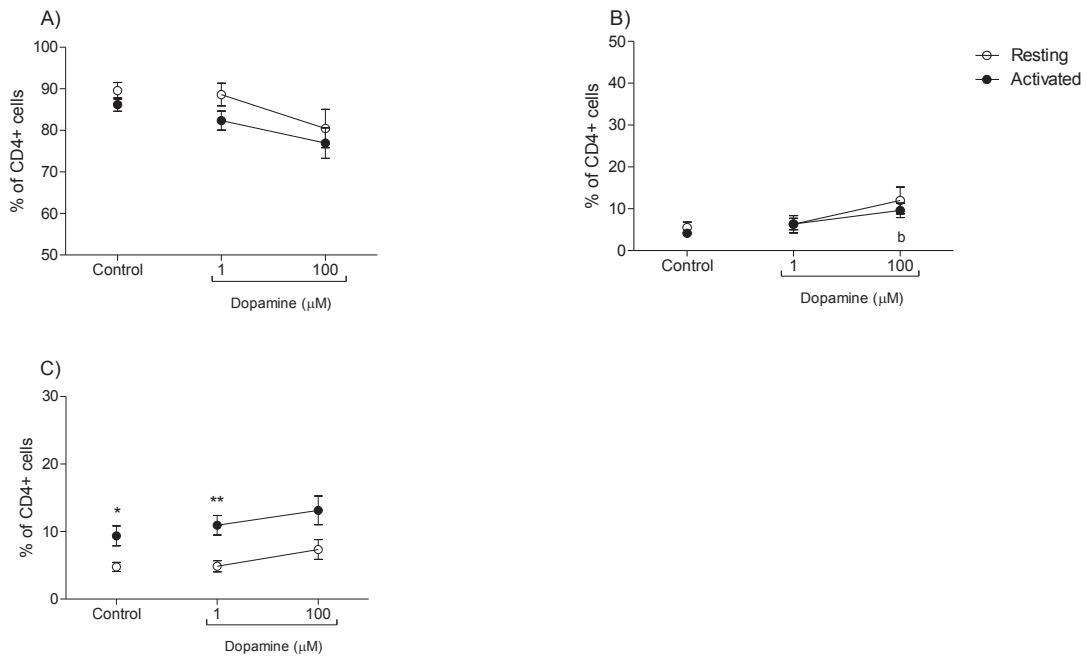 A)
% of CD4+ cells
100
90
80
70
60
50
Control
1
100
Dopamine (μM)
B)
% of CD4+ cells
50
40
30
20
10
0
b
Control
1
100
Dopamine (μM)
Resting
Activated
C)
% of CD4+ cells
30
20
10
0
*
**
Control
1
100
Dopamine (μM)